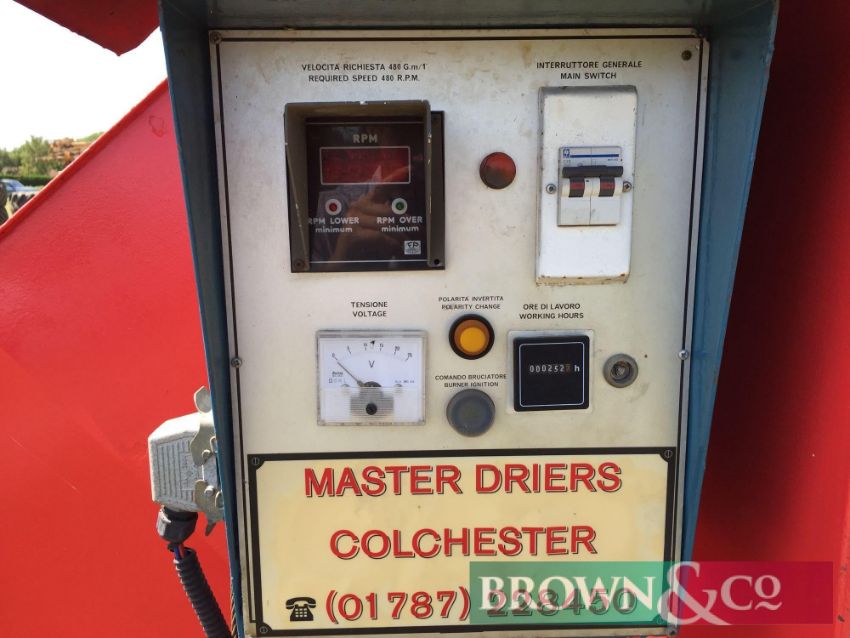 VELOCITÀ RICHIESTA 480 G.m/1'
REQUIRED SPEED 480 R.P.M.
INTERRUTTORE GENERALE
MAIN SWITCH
RPM
RPM LOWER
minimum
RPM OVER
minimum
TENSIONE
VOLTAGE
POLARITÀ INVERTITA
POLARITY CHANGE
ORE DI LAVORO
WORKING HOURS
V
COMANDO BRUCIATORE
BURNER IGNITION
h
MASTER DRIERS
COLCHESTER
(01787) 228450
BROWN&CO